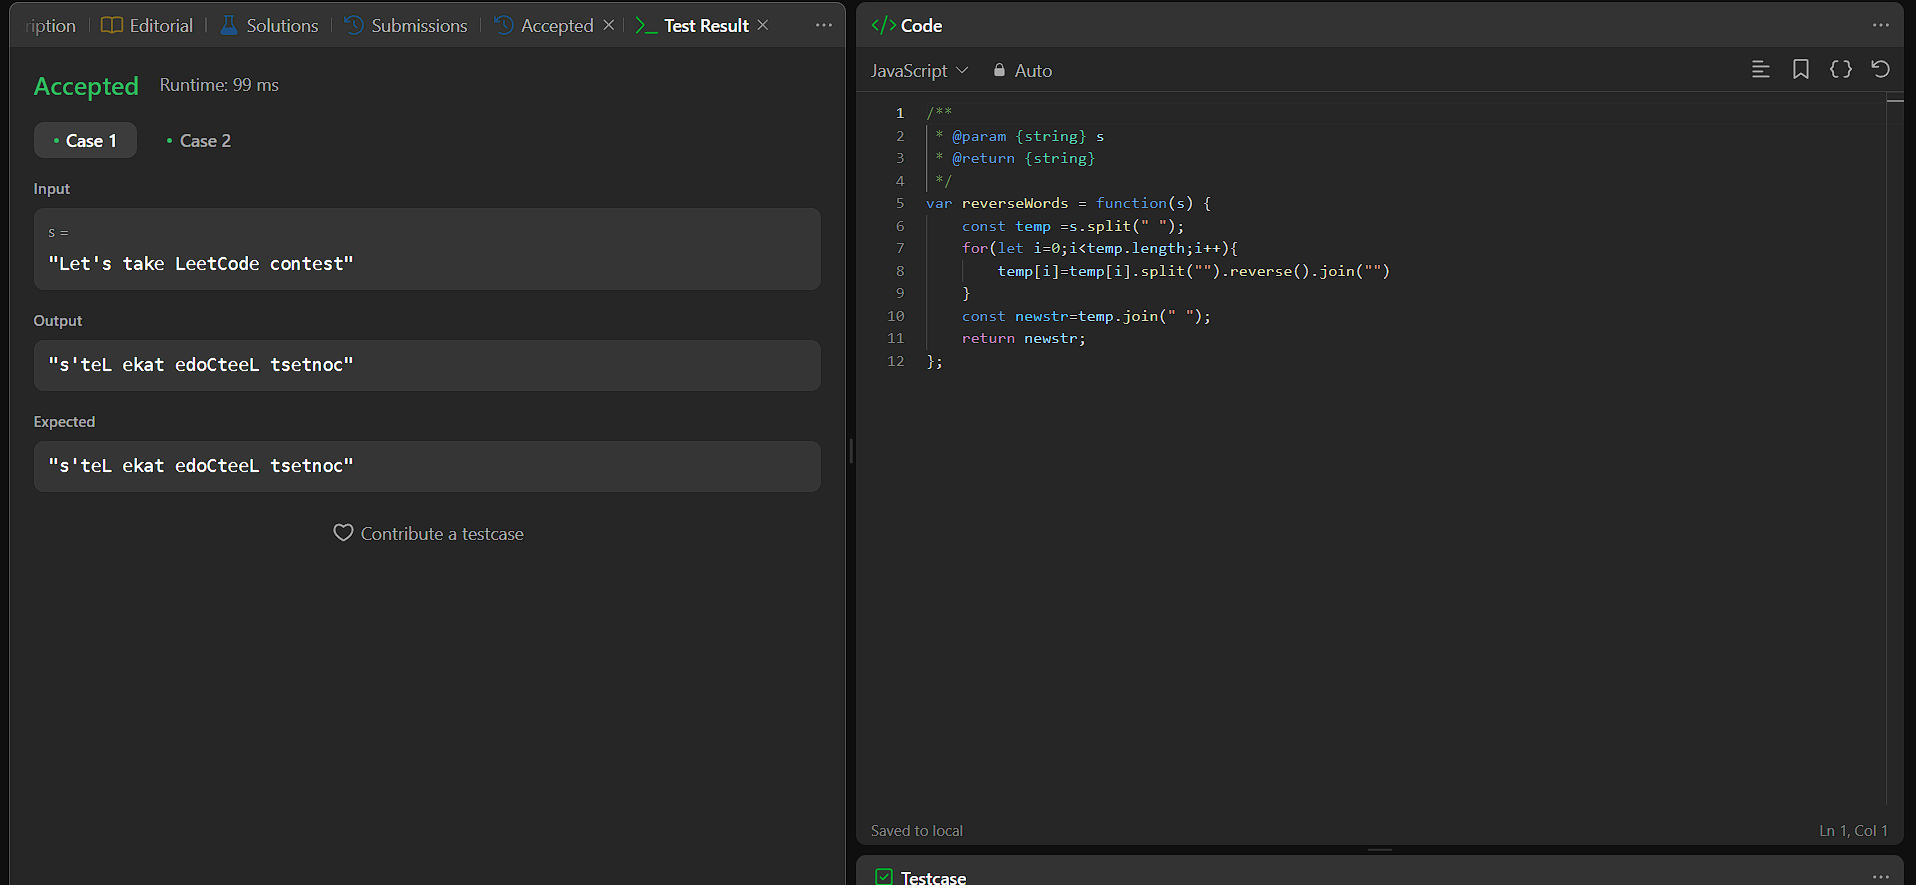 ription Editorial Solutions Submissions Accepted Test Result
Accepted Runtime: 99 ms
Case 1 Case 2
Input
s =
"Let's take LeetCode contest"
Output
"s'teL ekat edoCteeL tsetnoc"
Expected
"s'teL ekat edoCteeL tsetnoc"
Contribute a testcase
</> Code
JavaScript Auto
1 /**
2 * @param {string} s
3 * @return {string}
4 */
5 var reverseWords = function(s) {
6 const temp =s.split(" ");
7 for(let i=0;i<temp.length;i++){
8 temp[i]=temp[i].split("").reverse().join("")
9 }
10 const newstr=temp.join(" ");
11 return newstr;
12 };
Saved to local Ln 1, Col 1
Testcase